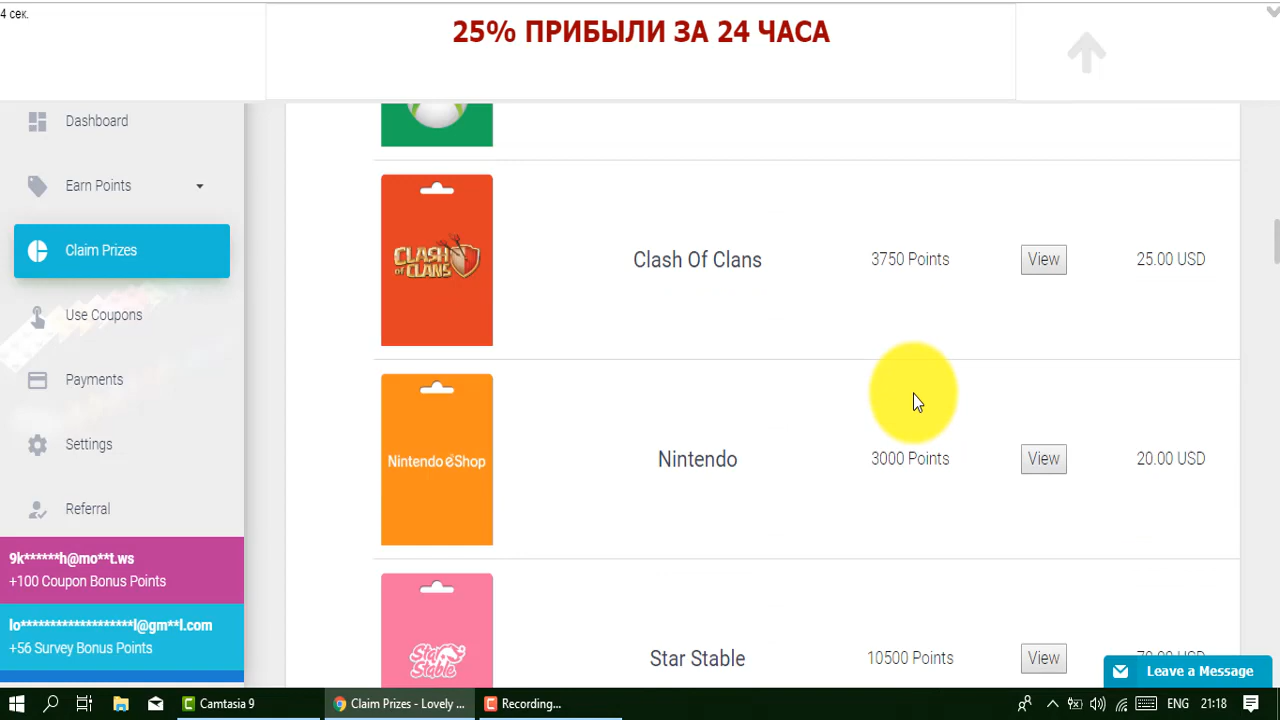 4 сек.
25% ПРИБЫЛИ ЗА 24 ЧАСА
Dashboard
Earn Points
Claim Prizes
Use Coupons
Payments
Settings
Referral
9k******h@mo**t.ws
+100 Coupon Bonus Points
lo*******************l@gm**l.com
+56 Survey Bonus Points
CLASH OF CLANS
Clash Of Clans
3750 Points
View
25.00 USD
Nintendo eShop
Nintendo
3000 Points
View
20.00 USD
Star Stable
Star Stable
10500 Points
View
70.00 USD
Leave a Message
Camtasia 9
Claim Prizes - Lovely ...
Recording...
ENG
21:18